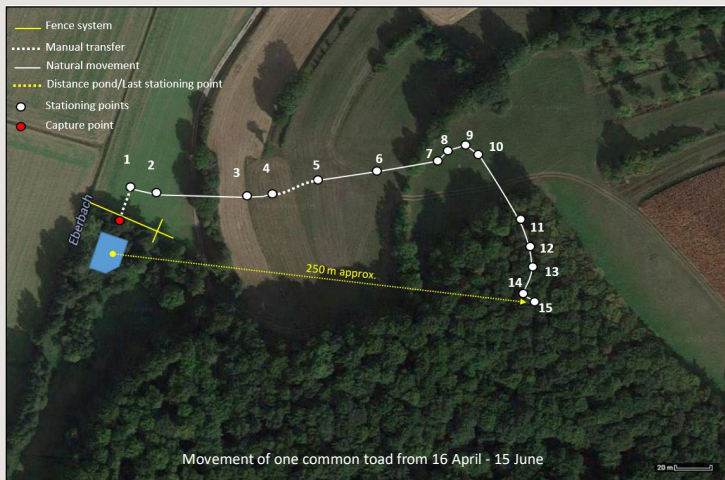 Fence system
Manual transfer
Natural movement
Distance pond/Last stationing point
Stationing points
Capture point
1
2
3
4
5
6
7
8
9
10
11
12
13
14
15
Eberbach
250 m approx.
Movement of one common toad from 16 April - 15 June
20 m